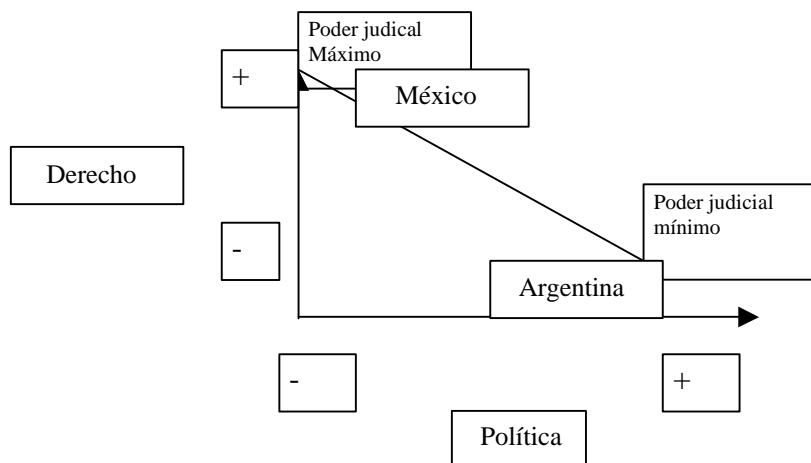 Poder judical
Máximo
+
México
Derecho
Poder judicial
mínimo
-
Argentina
-
+
Política